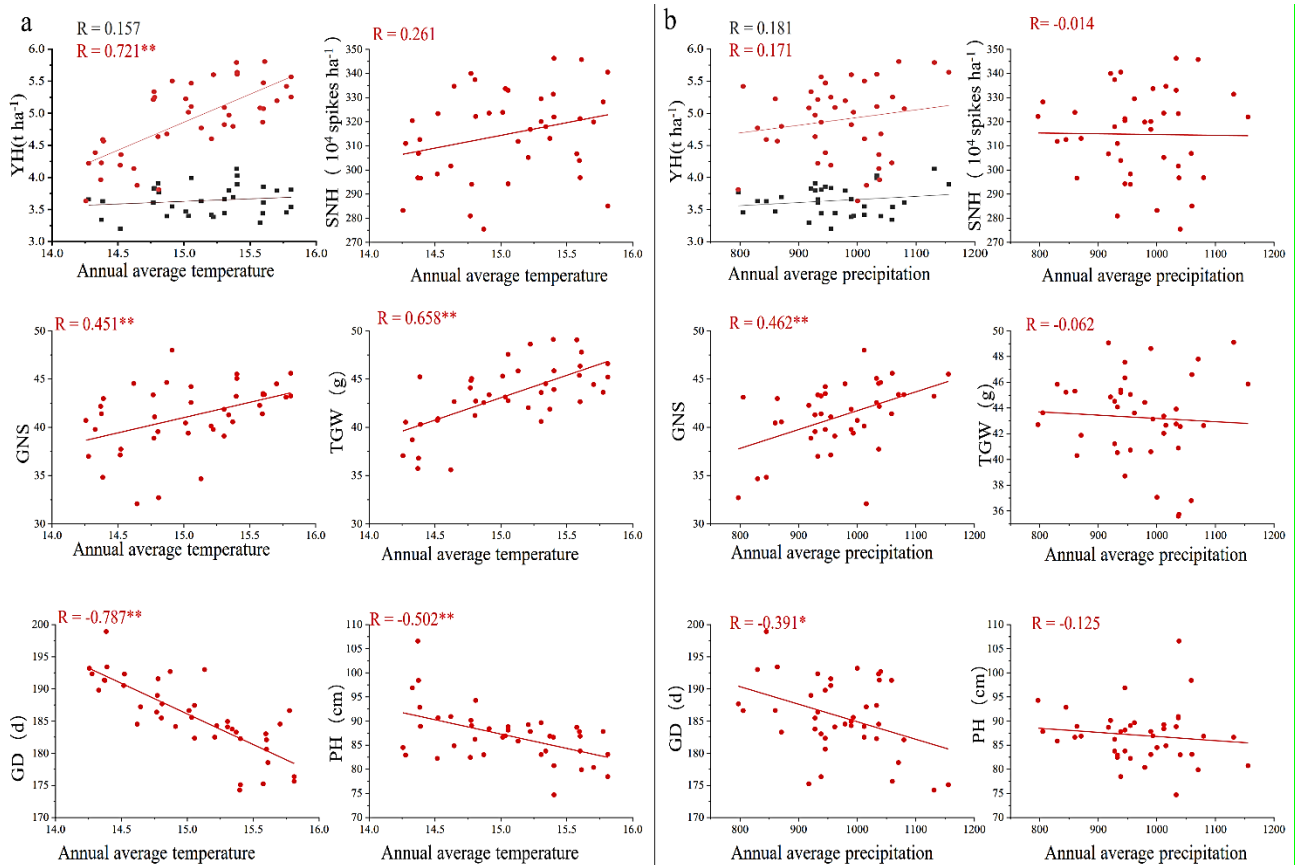 a
R = 0.157
R = 0.721**
YH(t ha⁻¹)
6.0
5.5
5.0
4.5
4.0
3.5
3.0
14.0 14.5 15.0 15.5 16.0
Annual average temperature
R = 0.261
SNH ( 10⁴ spikes ha⁻¹)
350
340
330
320
310
300
290
280
270
14.0 14.5 15.0 15.5 16.0
Annual average temperature
R = 0.451**
GNS
50
45
40
35
30
14.0 14.5 15.0 15.5 16.0
Annual average temperature
R = 0.658**
TGW (g)
50
45
40
35
30
14.0 14.5 15.0 15.5 16.0
Annual average temperature
R = -0.787**
GD (d)
200
195
190
185
180
175
170
14.0 14.5 15.0 15.5 16.0
Annual average temperature
R = -0.502**
PH (cm)
110
105
100
95
90
85
80
75
70
14.0 14.5 15.0 15.5 16.0
Annual average temperature
b
R = 0.181
R = 0.171
YH(t ha⁻¹)
6.0
5.5
5.0
4.5
4.0
3.5
3.0
700 800 900 1000 1100 1200
Annual average precipitation
R = -0.014
SNH ( 10⁴ spikes ha⁻¹)
350
340
330
320
310
300
290
280
270
700 800 900 1000 1100 1200
Annual average precipitation
R = 0.462**
GNS
50
45
40
35
30
700 800 900 1000 1100 1200
Annual average precipitation
R = -0.062
TGW (g)
50
48
46
44
42
40
38
36
700 800 900 1000 1100 1200
Annual average precipitation
R = -0.391*
GD (d)
200
195
190
185
180
175
170
700 800 900 1000 1100 1200
Annual average precipitation
R = -0.125
PH (cm)
110
105
100
95
90
85
80
75
70
700 800 900 1000 1100 1200
Annual average precipitation